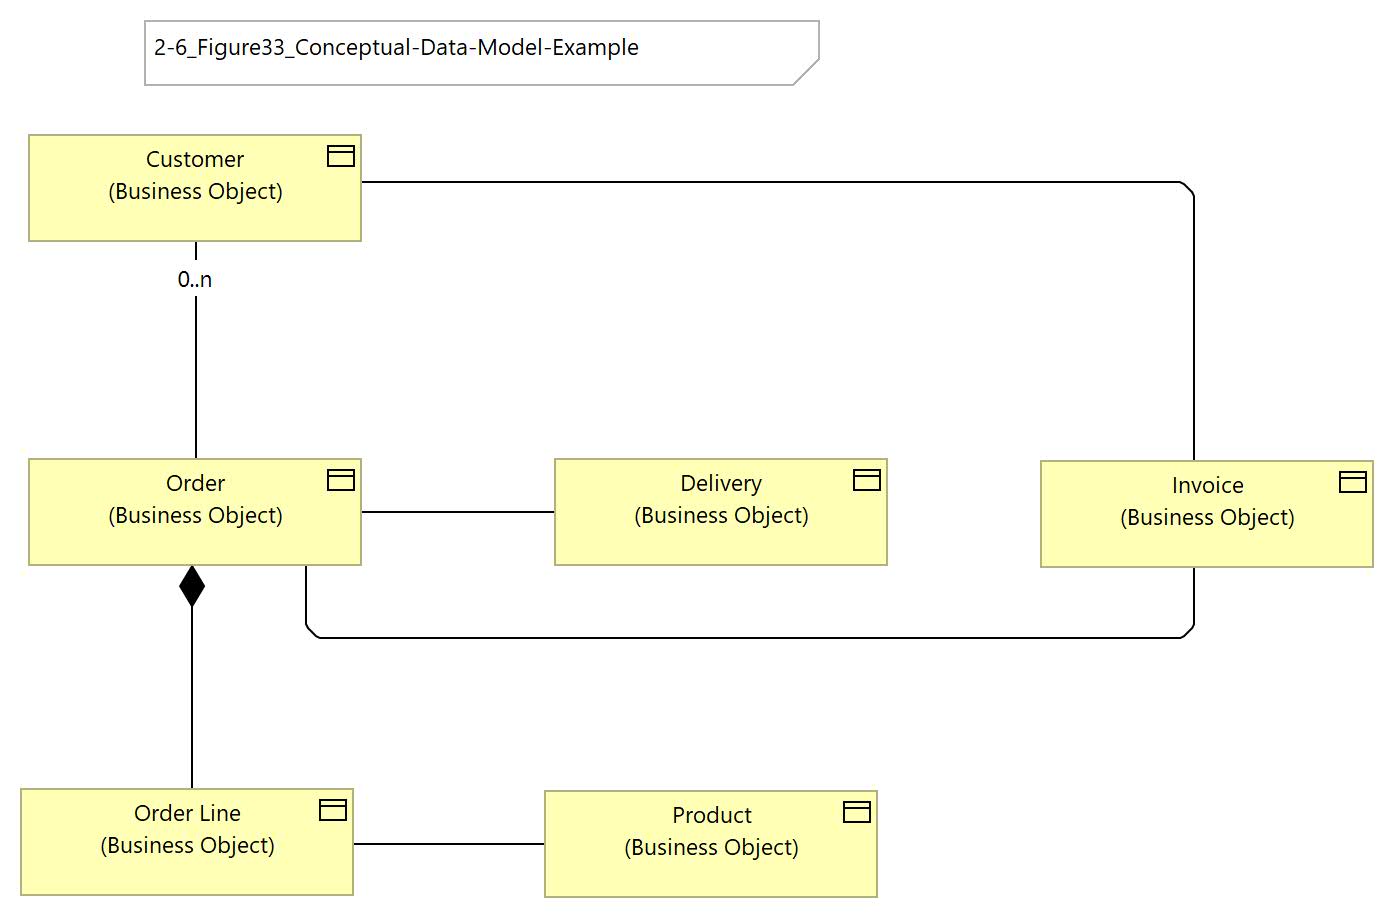 2-6_Figure33_Conceptual-Data-Model-Example
Customer
(Business Object)
0..n
Order
(Business Object)
Delivery
(Business Object)
Invoice
(Business Object)
Order Line
(Business Object)
Product
(Business Object)